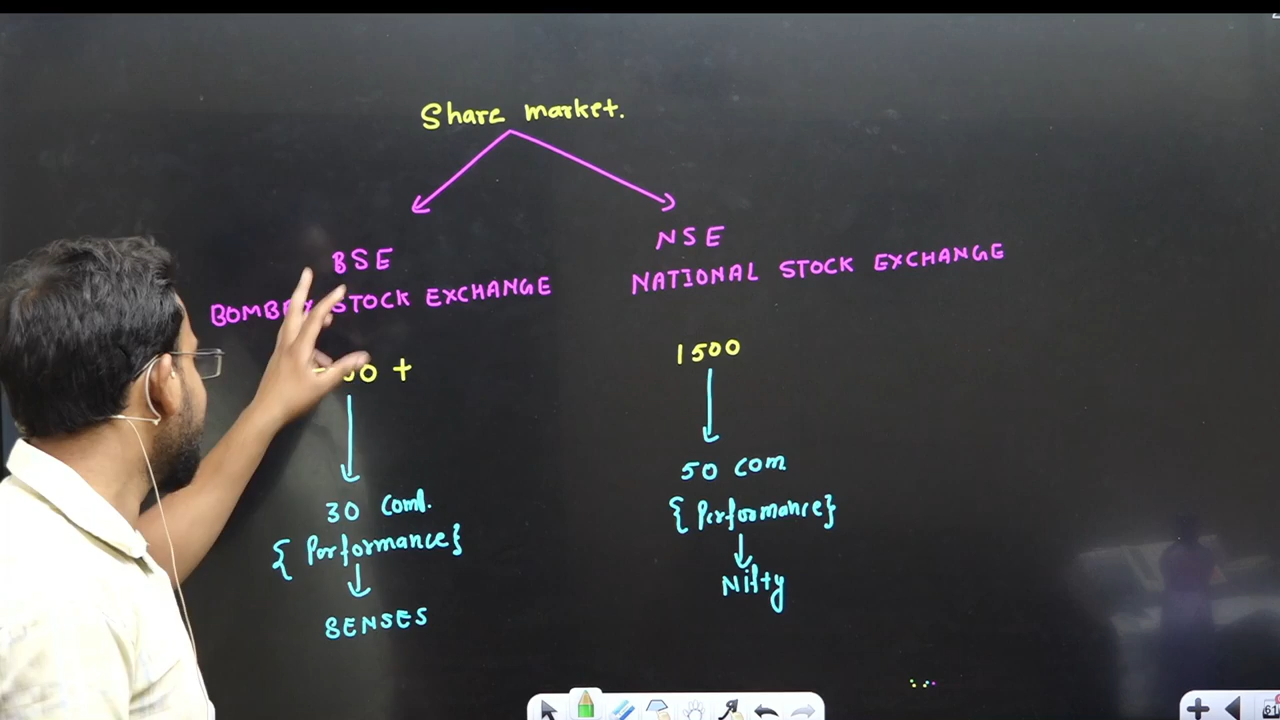 Share market.
BSE
NSE
STOCK EXCHANGE
NATIONAL STOCK EXCHANGE
1500
+
30 Com.
50 com
{ Performance}
{ Performance}
SENSES
Nifty